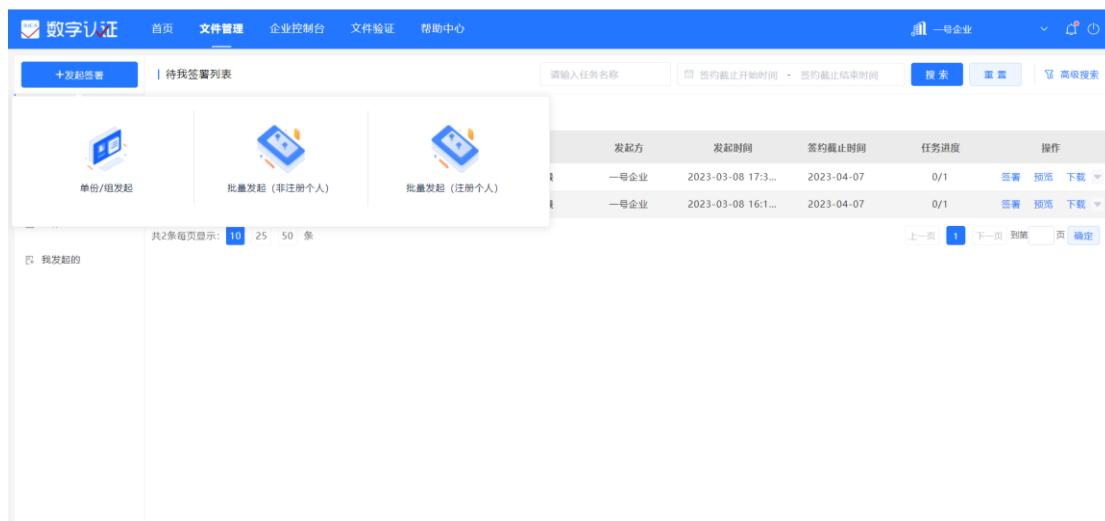 数字认证 首页 文件管理 企业控制台 文件验证 帮助中心 一号企业
+发起签署 待我签署列表 请输入任务名称 签约截止开始时间 - 签约截止结束时间 搜索 重置 高级搜索
发起方 发起时间 签约截止时间 任务进度 操作
单份/组发起 批量发起（非注册个人） 批量发起（注册个人）
一号企业 2023-03-08 17:3... 2023-04-07 0/1 签署 预览 下载
一号企业 2023-03-08 16:1... 2023-04-07 0/1 签署 预览 下载
共2条每页显示: 10 25 50 条 上一页 1 下一页 到第 页 确定
我发起的